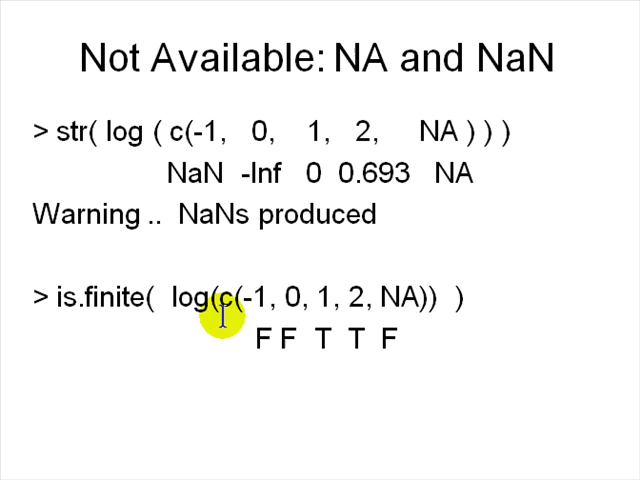 Not Available: NA and NaN
> str( log ( c(-1, 0, 1, 2, NA ) ) )
NaN -Inf 0 0.693 NA
Warning .. NaNs produced
> is.finite( log(c(-1, 0, 1, 2, NA)) )
F F T T F